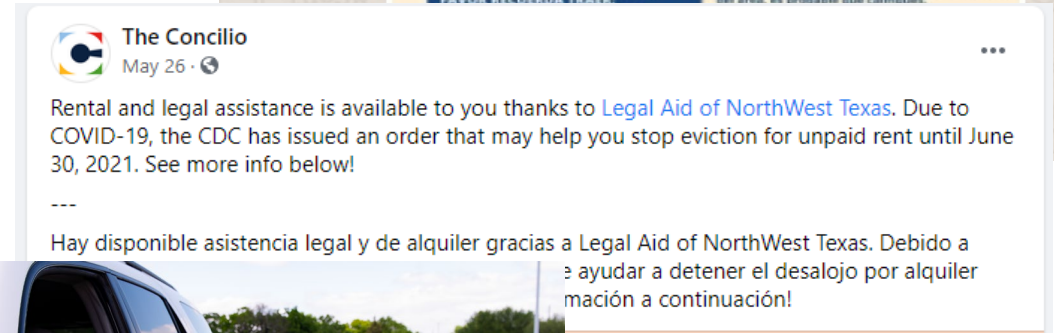 The Concilio
May 26 ·
Rental and legal assistance is available to you thanks to Legal Aid of NorthWest Texas. Due to
COVID-19, the CDC has issued an order that may help you stop eviction for unpaid rent until June
30, 2021. See more info below!
---
Hay disponible asistencia legal y de alquiler gracias a Legal Aid of NorthWest Texas. Debido a
ayudar a detener el desalojo por alquiler
mación a continuación!